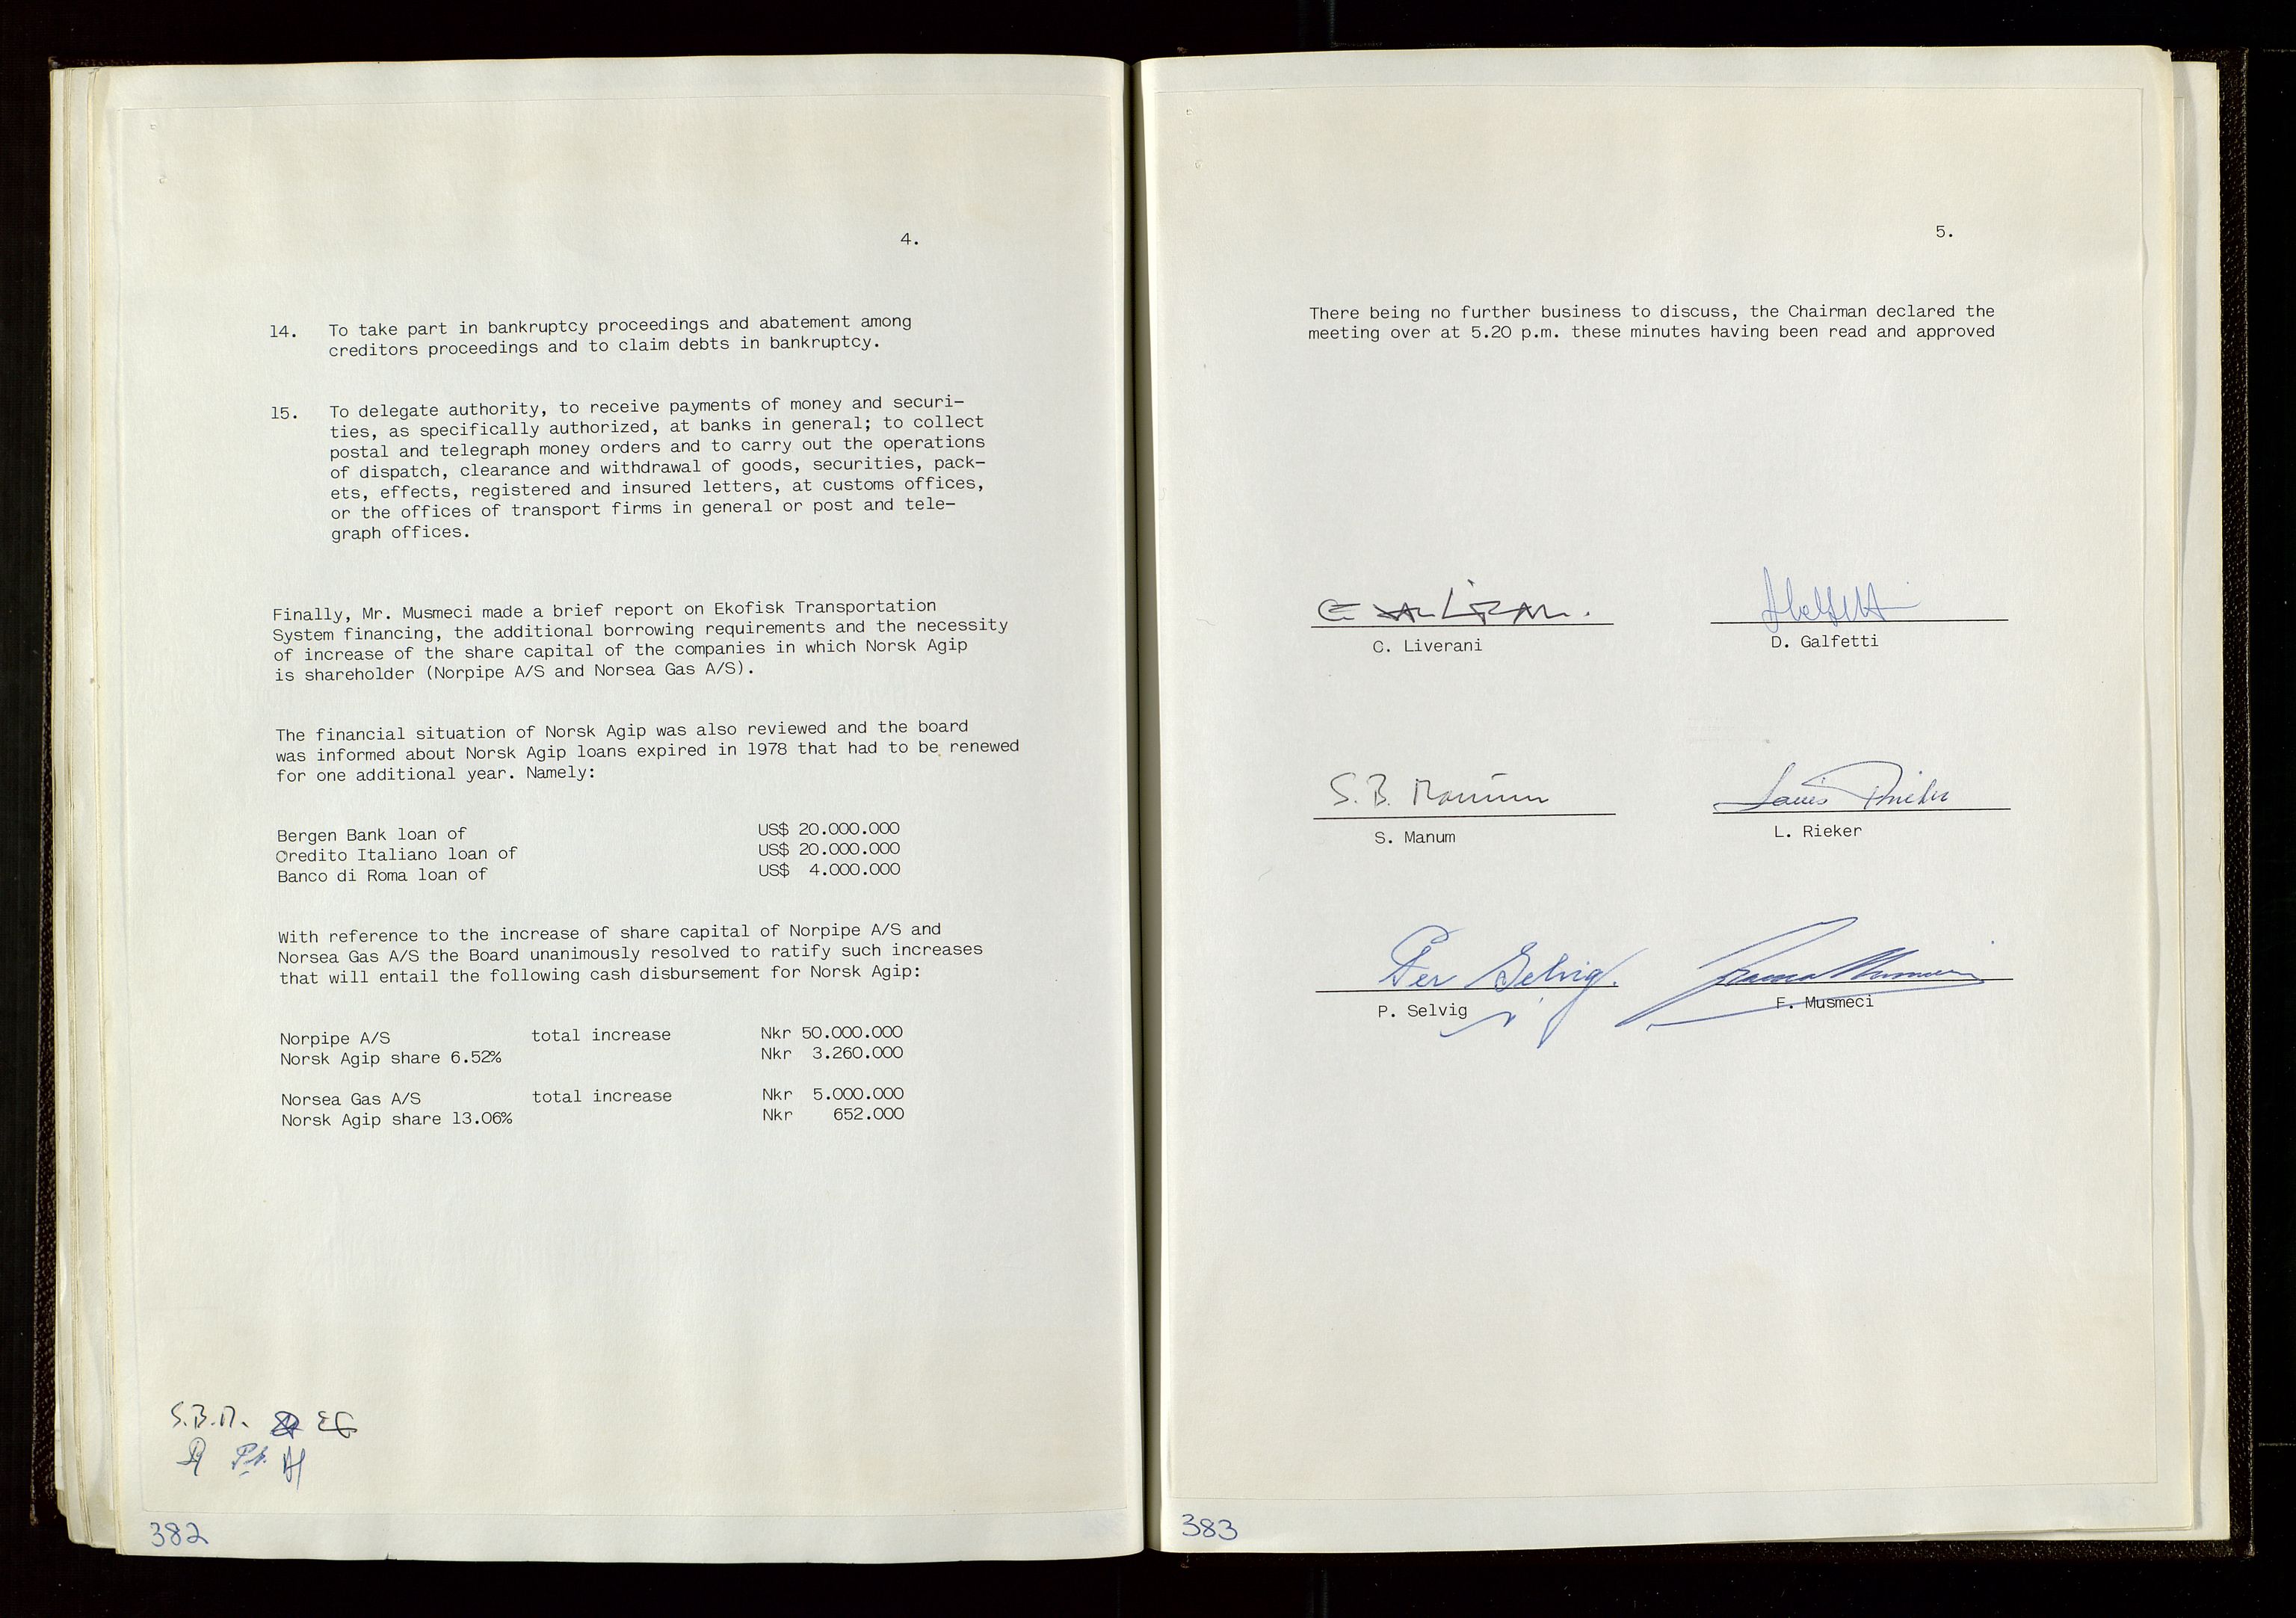 4.
14. To take part in bankruptcy proceedings and abatement among
creditors proceedings and to claim debts in bankruptcy.
15. To delegate authority, to receive payments of money and securi-
ties, as specifically authorized, at banks in general; to collect
postal and telegraph money orders and to carry out the operations
of dispatch, clearance and withdrawal of goods, securities, pack-
ets, effects, registered and insured letters, at customs offices,
or the offices of transport firms in general or post and tele-
graph offices.
Finally, Mr. Musmeci made a brief report on Ekofisk Transportation
System financing, the additional borrowing requirements and the necessity
of increase of the share capital of the companies in which Norsk Agip
is shareholder (Norpipe A/S and Norsea Gas A/S).
The financial situation of Norsk Agip was also reviewed and the board
was informed about Norsk Agip loans expired in 1978 that had to be renewed
for one additional year. Namely:
Bergen Bank loan of US$ 20.000.000
Credito Italiano loan of US$ 20.000.000
Banco di Roma loan of US$ 4.000.000
With reference to the increase of share capital of Norpipe A/S and
Norsea Gas A/S the Board unanimously resolved to ratify such increases
that will entail the following cash disbursement for Norsk Agip:
Norpipe A/S total increase Nkr 50.000.000
Norsk Agip share 6.52% Nkr 3.260.000
Norsea Gas A/S total increase Nkr 5.000.000
Norsk Agip share 13.06% Nkr 652.000
S.B.M.
382
5.
There being no further business to discuss, the Chairman declared the
meeting over at 5.20 p.m. these minutes having been read and approved
C. Liverani D. Galfetti
S. B. Manum
S. Manum L. Rieker
Per Selvig.
P. Selvig F. Musmeci
383